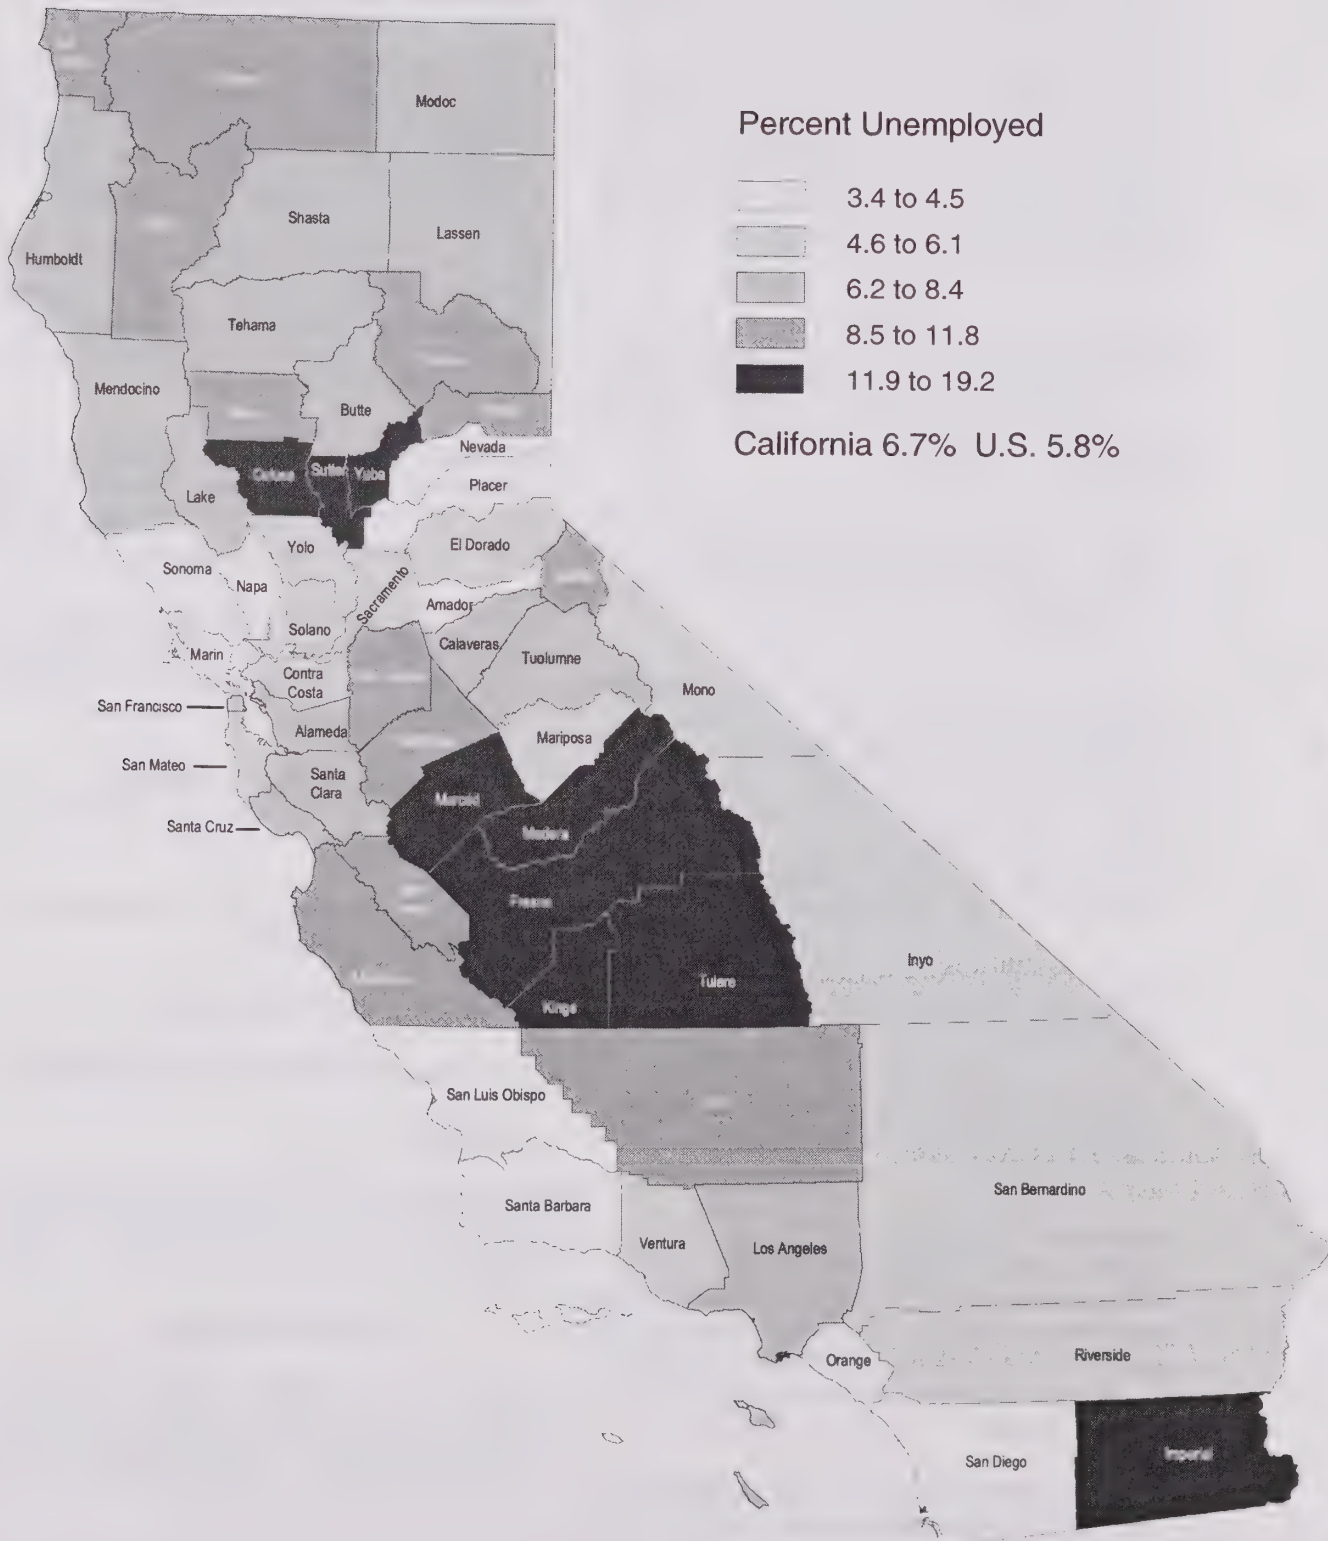 Percent Unemployed
3.4 to 4.5
4.6 to 6.1
6.2 to 8.4
8.5 to 11.8
11.9 to 19.2
California 6.7% U.S. 5.8%
Modoc
Shasta
Lassen
Humboldt
Tehama
Mendocino
Butte
Nevada
Colusa
Sutter
Yuba
Placer
Lake
Yolo
El Dorado
Sonoma
Napa
Sacramento
Amador
Solano
Calaveras
Marin
Tuolumne
Contra
Costa
Mono
San Francisco
Alameda
Mariposa
San Mateo
Santa
Clara
Merced
Santa Cruz
Madera
Fresno
Inyo
Tulare
Kings
San Luis Obispo
San Bernardino
Santa Barbara
Ventura
Los Angeles
Orange
Riverside
San Diego
Imperial